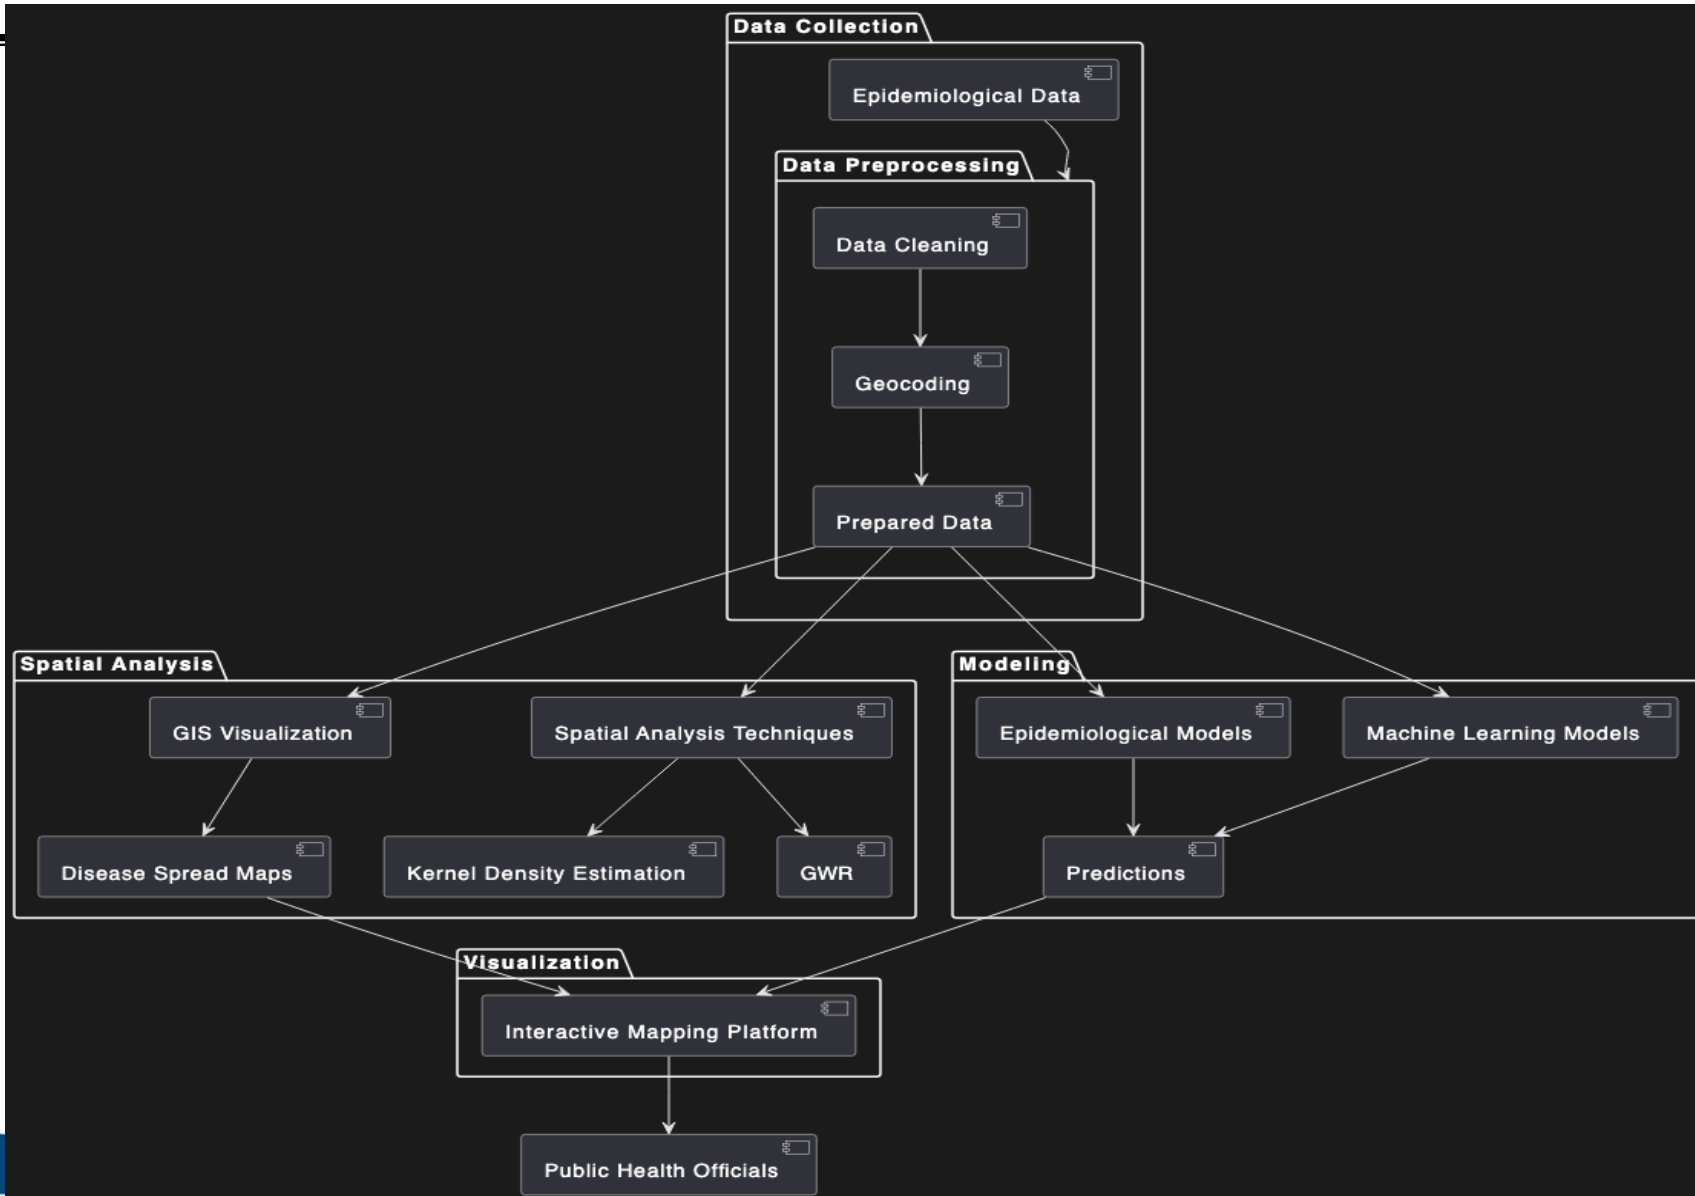 Data Collection
Epidemiological Data
Data Preprocessing
Data Cleaning
Geocoding
Prepared Data
Spatial Analysis
Modeling
GIS Visualization
Spatial Analysis Techniques
Epidemiological Models
Machine Learning Models
Disease Spread Maps
Kernel Density Estimation
GWR
Predictions
Visualization
Interactive Mapping Platform
Public Health Officials